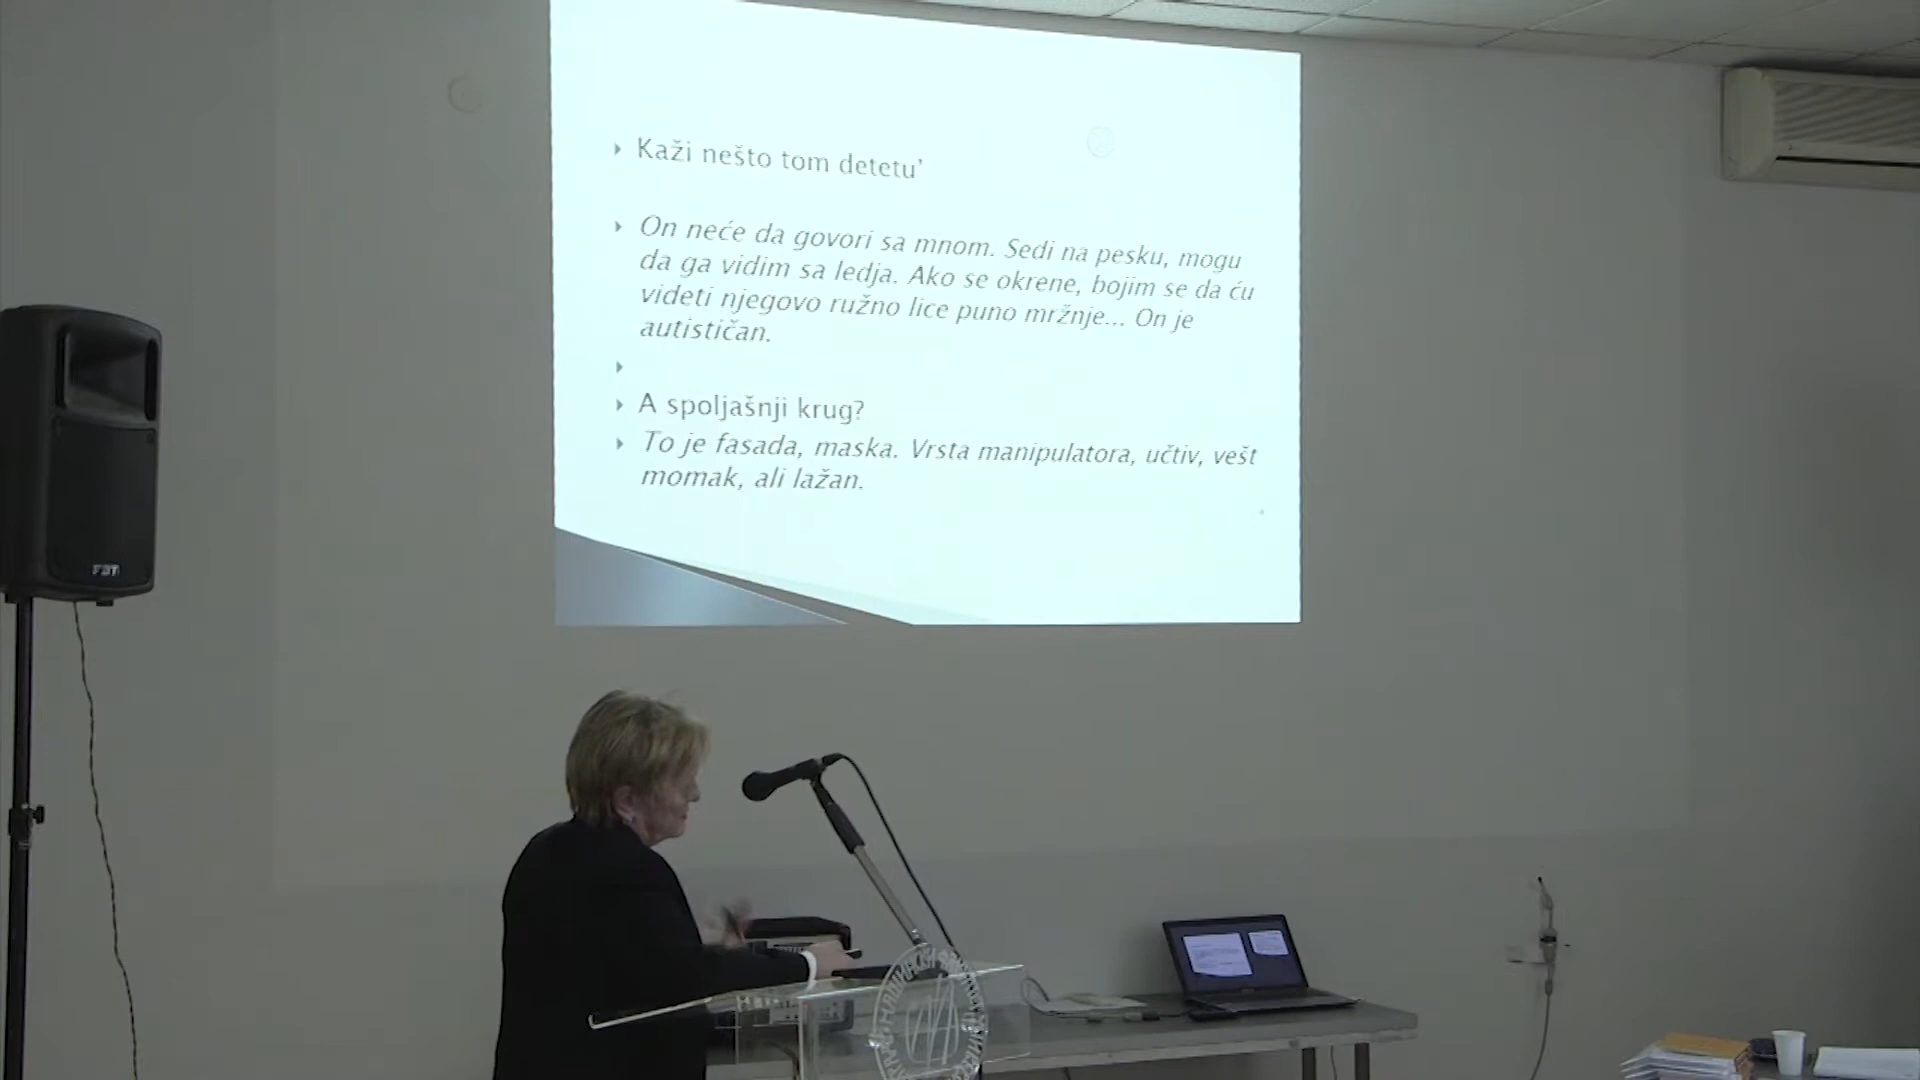 Kaži nešto tom detetu'
On neće da govori sa mnom. Sedi na pesku, mogu
da ga vidim sa ledja. Ako se okrene, bojim se da ću
videti njegovo ružno lice puno mržnje... On je
autističan.
A spoljašnji krug?
To je fasada, maska. Vrsta manipulatora, učtiv, vešt
momak, ali lažan.
FBT